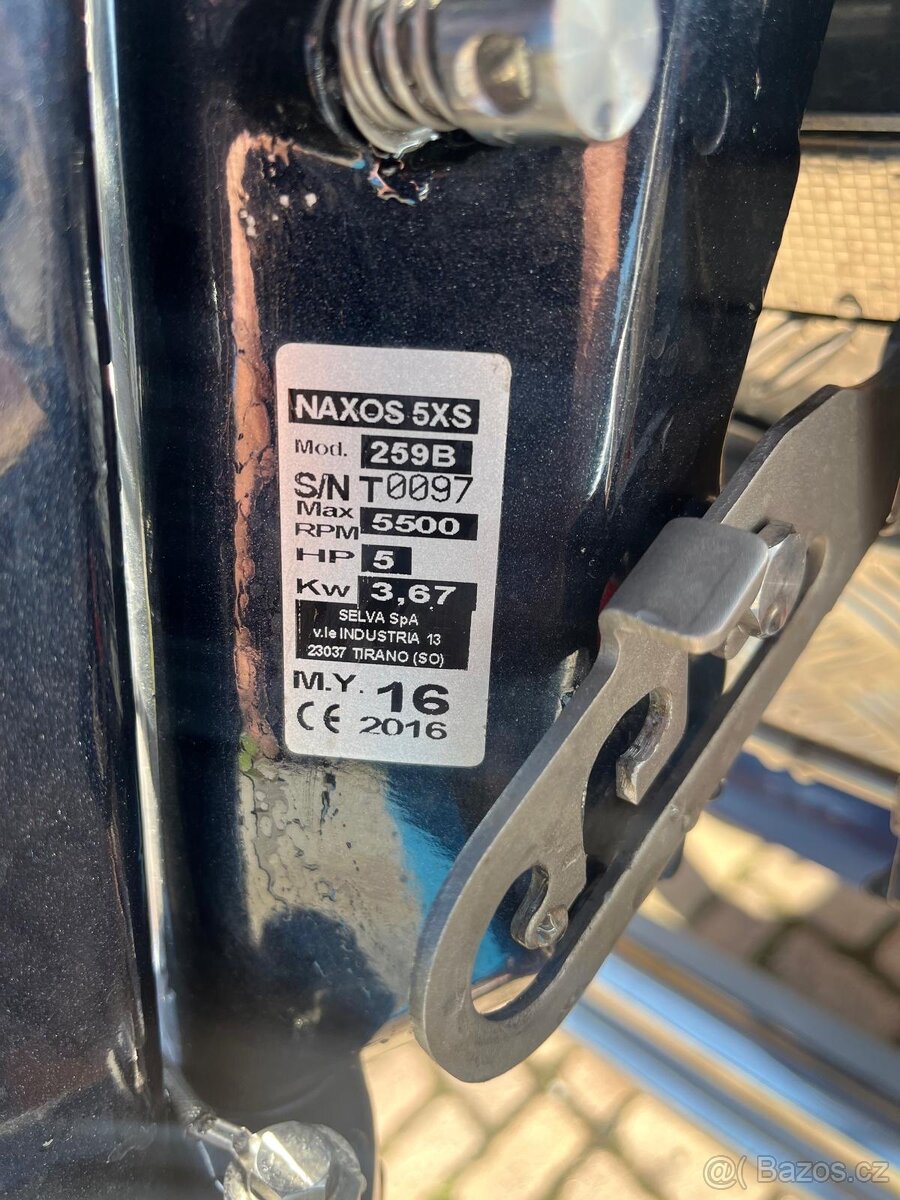 NAXOS 5XS
Mod. 259B
S/N T0097
Max RPM 5500
HP 5
Kw 3,67
SELVA SpA
v.le INDUSTRIA 13
23037 TIRANO (SO)
M.Y. 16
CE 2016
@( Bazos.cz